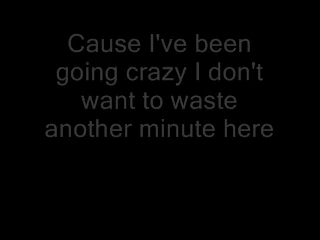 Cause I've been
going crazy I don't
want to waste
another minute here